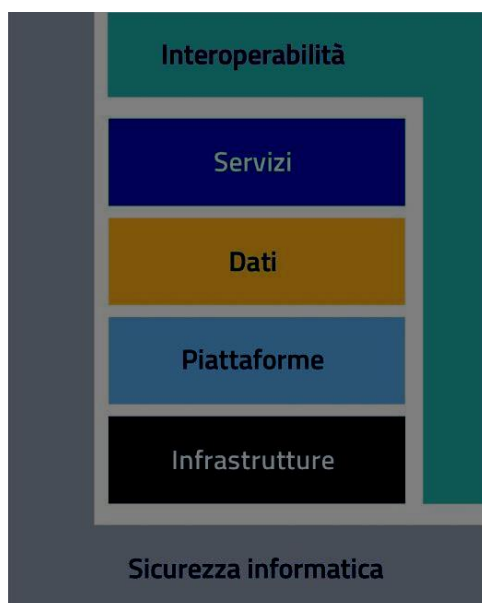 Interoperabilità
Servizi
Dati
Piattaforme
Infrastrutture
Sicurezza informatica